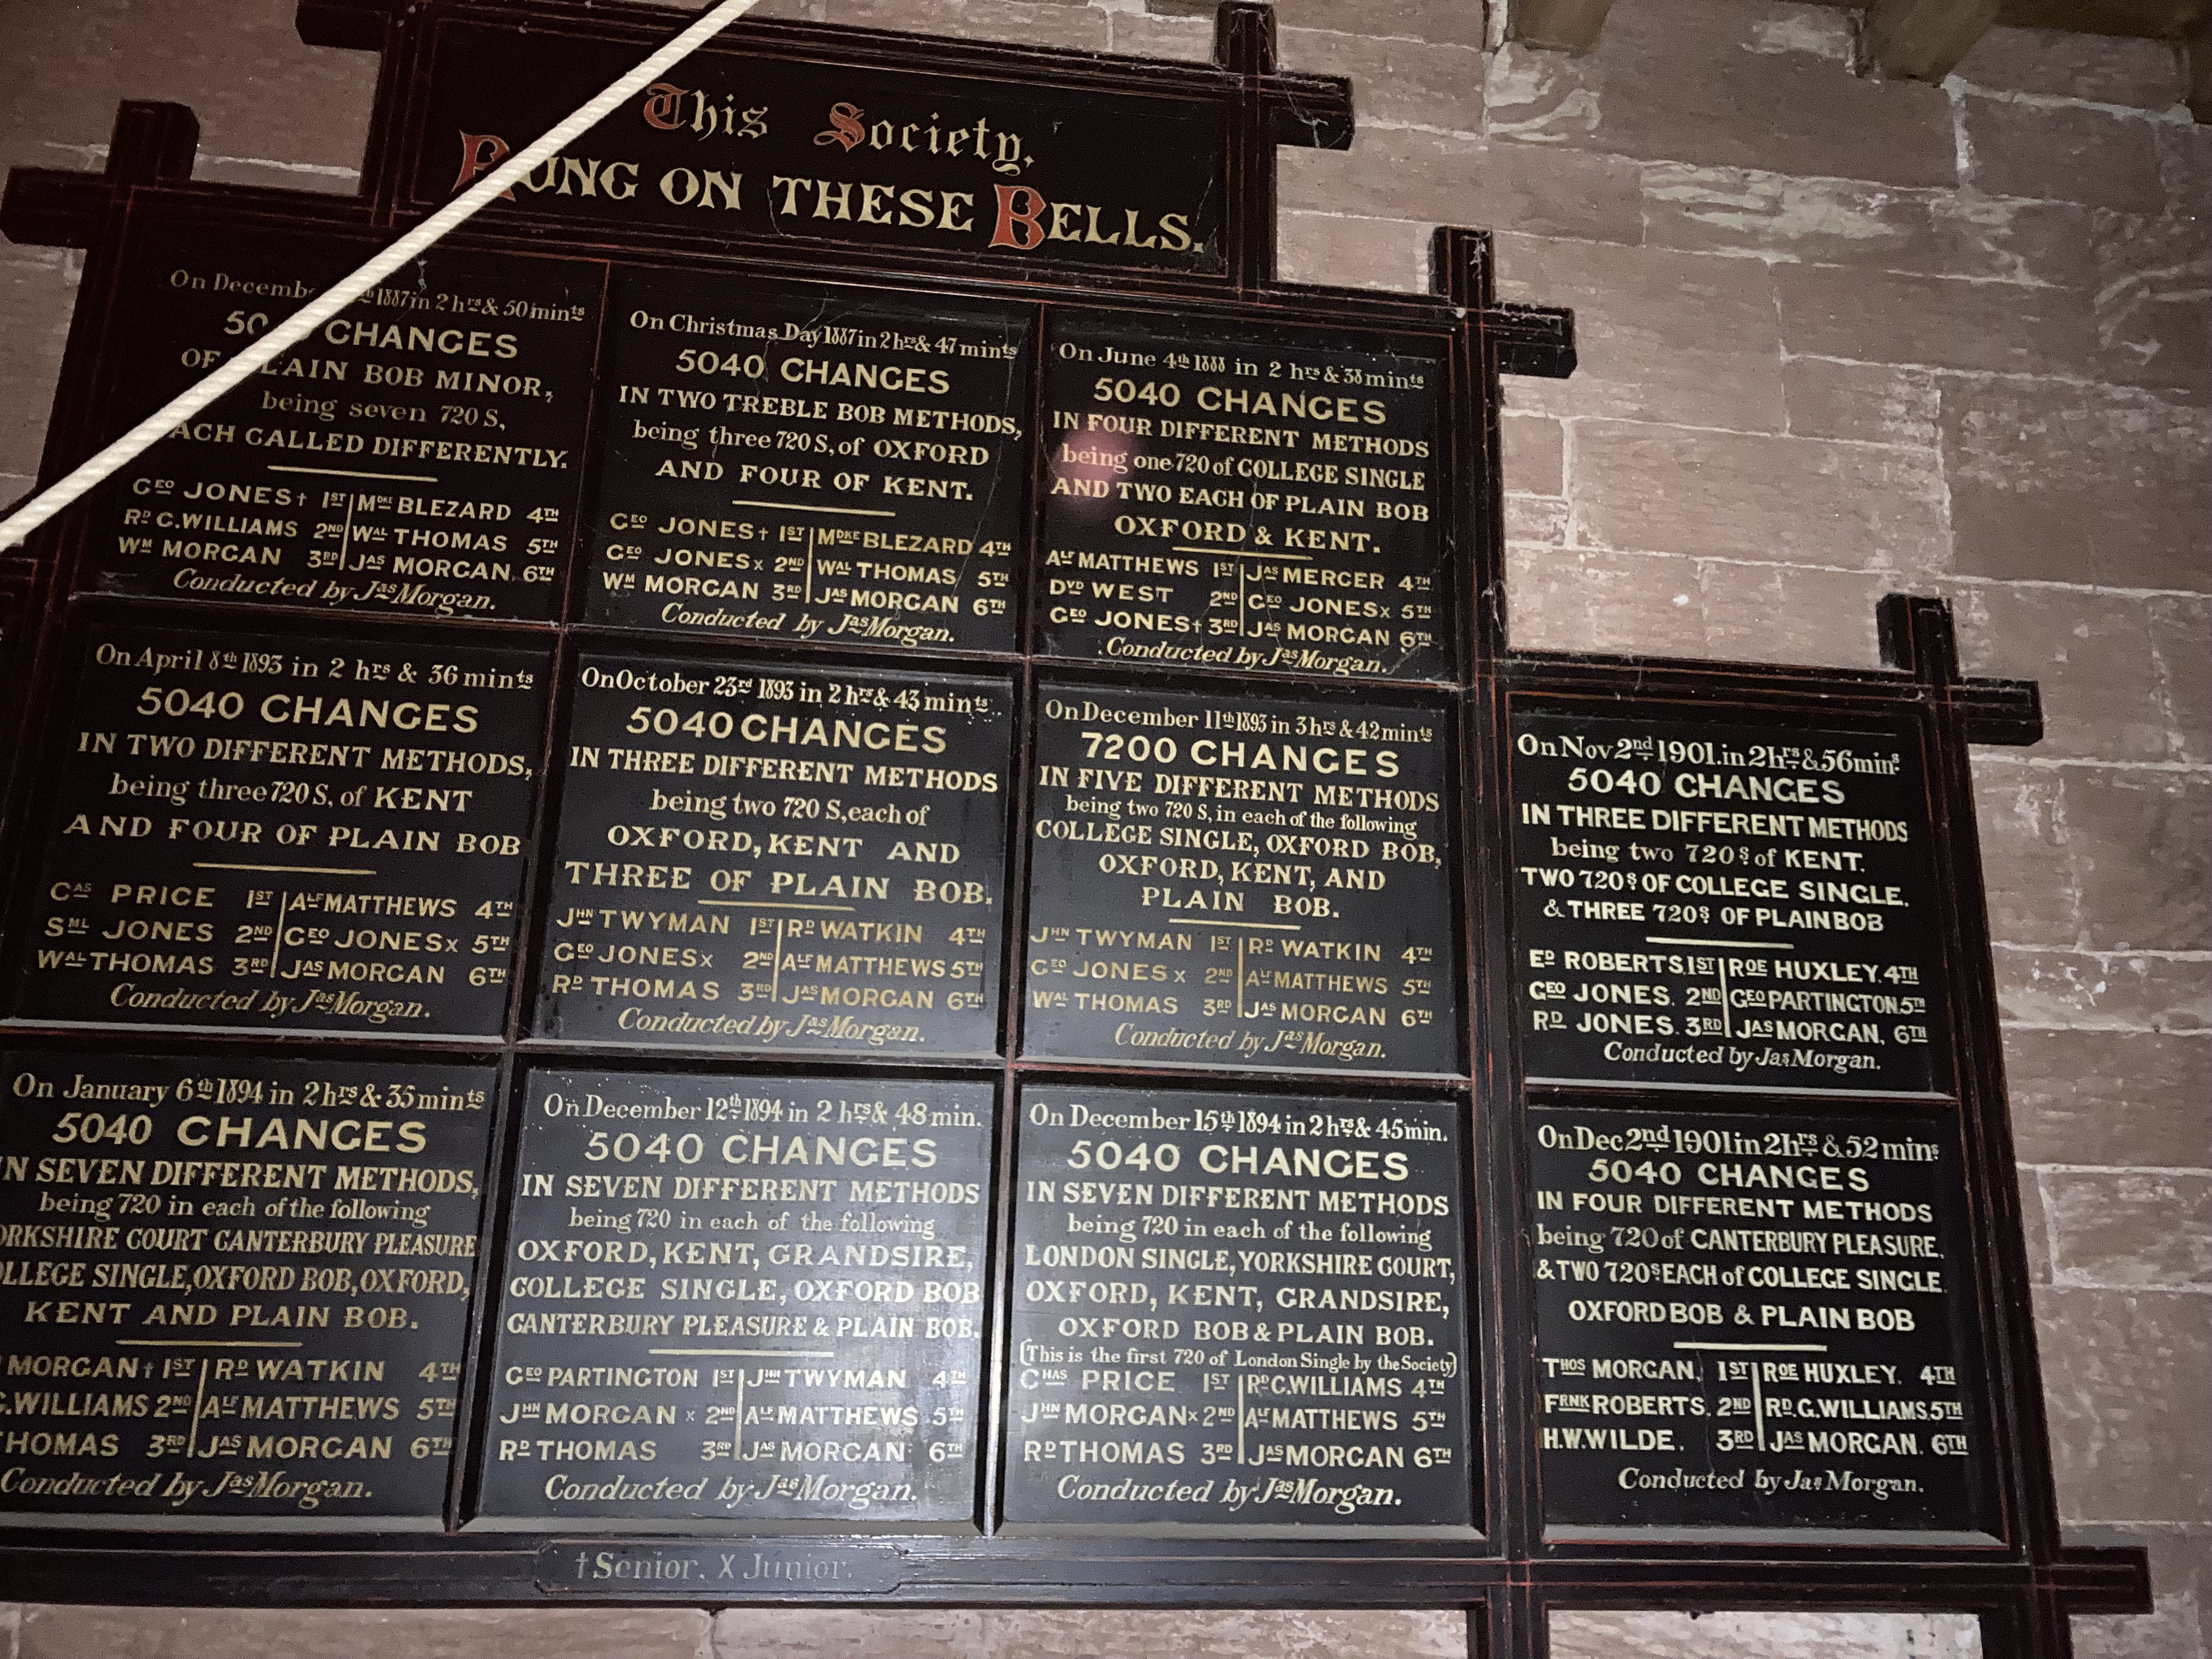 This Society,
RUNG ON THESE BELLS.
On 1887 in 2 hrs & 50 mints
CHANGES
OF PLAIN BOB MINOR,
being seven 720 S,
EACH CALLED DIFFERENTLY.
GEO JONES† 1ST MDKE BLEZARD 4TH
RD G. WILLIAMS 2ND WAL THOMAS 5TH
WM MORGAN 3RD JAS MORGAN 6TH
Conducted by Jas Morgan.
On Christmas Day 1887 in 2 hrs & 47 mints
5040 CHANGES
IN TWO TREBLE BOB METHODS,
being three 720 S, of OXFORD
AND FOUR OF KENT.
GEO JONES† 1ST MDKE BLEZARD 4TH
GEO JONES x 2ND WAL THOMAS 5TH
WM MORGAN 3RD JAS MORGAN 6TH
Conducted by Jas Morgan.
On June 4th 1888 in 2 hrs & 38 mints
5040 CHANGES
IN FOUR DIFFERENT METHODS
being one 720 of COLLEGE SINGLE
AND TWO EACH OF PLAIN BOB
OXFORD & KENT.
ALF MATTHEWS 1ST JAS MERCER 4TH
DVD WEST 2ND GEO JONES x 5TH
GEO JONES† 3RD JAS MORGAN 6TH
Conducted by Jas Morgan.
On April 8th 1893 in 2 hrs & 36 mints
5040 CHANGES
IN TWO DIFFERENT METHODS,
being three 720 S, of KENT
AND FOUR OF PLAIN BOB
CAS PRICE 1ST ALF MATTHEWS 4TH
SML JONES 2ND GEO JONES x 5TH
WAL THOMAS 3RD JAS MORGAN 6TH
Conducted by Jas Morgan.
On October 23rd 1893 in 2 hrs & 43 mints
5040 CHANGES
IN THREE DIFFERENT METHODS
being two 720 S, each of
OXFORD, KENT AND
THREE OF PLAIN BOB.
JHN TWYMAN 1ST RD WATKIN 4TH
GEO JONES x 2ND ALF MATTHEWS 5TH
RD THOMAS 3RD JAS MORGAN 6TH
Conducted by Jas Morgan.
On December 11th 1893 in 3 hrs & 42 mints
7200 CHANGES
IN FIVE DIFFERENT METHODS
being two 720 S, in each of the following
COLLEGE SINGLE, OXFORD BOB,
OXFORD, KENT, AND
PLAIN BOB.
JHN TWYMAN 1ST RD WATKIN 4TH
GEO JONES x 2ND ALF MATTHEWS 5TH
WAL THOMAS 3RD JAS MORGAN 6TH
Conducted by Jas Morgan.
On Nov 2nd 1901. in 2 hrs & 56 mins
5040 CHANGES
IN THREE DIFFERENT METHODS
being two 720s of KENT.
TWO 720s OF COLLEGE SINGLE.
& THREE 720s OF PLAIN BOB
ED ROBERTS. 1ST ROE HUXLEY. 4TH
GEO JONES. 2ND GEO PARTINGTON. 5TH
RD JONES. 3RD JAS MORGAN. 6TH
Conducted by Jas Morgan.
On January 6th 1894 in 2 hrs & 35 mints
5040 CHANGES
IN SEVEN DIFFERENT METHODS,
being 720 in each of the following
YORKSHIRE COURT CANTERBURY PLEASURE
COLLEGE SINGLE, OXFORD BOB, OXFORD,
KENT AND PLAIN BOB.
MORGAN† 1ST RD WATKIN 4TH
G. WILLIAMS 2ND ALF MATTHEWS 5TH
THOMAS 3RD JAS MORGAN 6TH
Conducted by Jas Morgan.
On December 12th 1894 in 2 hrs & 48 min.
5040 CHANGES
IN SEVEN DIFFERENT METHODS
being 720 in each of the following
OXFORD, KENT, GRANDSIRE,
COLLEGE SINGLE, OXFORD BOB
CANTERBURY PLEASURE & PLAIN BOB.
GEO PARTINGTON 1ST JHN TWYMAN 4TH
JHN MORGAN x 2ND ALF MATTHEWS 5TH
RD THOMAS 3RD JAS MORGAN 6TH
Conducted by Jas Morgan.
On December 15th 1894 in 2 hrs & 45 min.
5040 CHANGES
IN SEVEN DIFFERENT METHODS
being 720 in each of the following
LONDON SINGLE, YORKSHIRE COURT,
OXFORD, KENT, GRANDSIRE,
OXFORD BOB & PLAIN BOB.
(This is the first 720 of London Single by the Society)
CHAS PRICE 1ST RD G. WILLIAMS 4TH
JHN MORGAN x 2ND ALF MATTHEWS 5TH
RD THOMAS 3RD JAS MORGAN 6TH
Conducted by Jas Morgan.
On Dec 2nd 1901 in 2 hrs & 52 mins
5040 CHANGES
IN FOUR DIFFERENT METHODS
being 720 of CANTERBURY PLEASURE.
& TWO 720s EACH of COLLEGE SINGLE.
OXFORD BOB & PLAIN BOB
THOS MORGAN. 1ST ROE HUXLEY. 4TH
FRNK ROBERTS. 2ND RD. G. WILLIAMS. 5TH
H. W. WILDE. 3RD JAS MORGAN. 6TH
Conducted by Jas Morgan.
† Senior. X Junior.